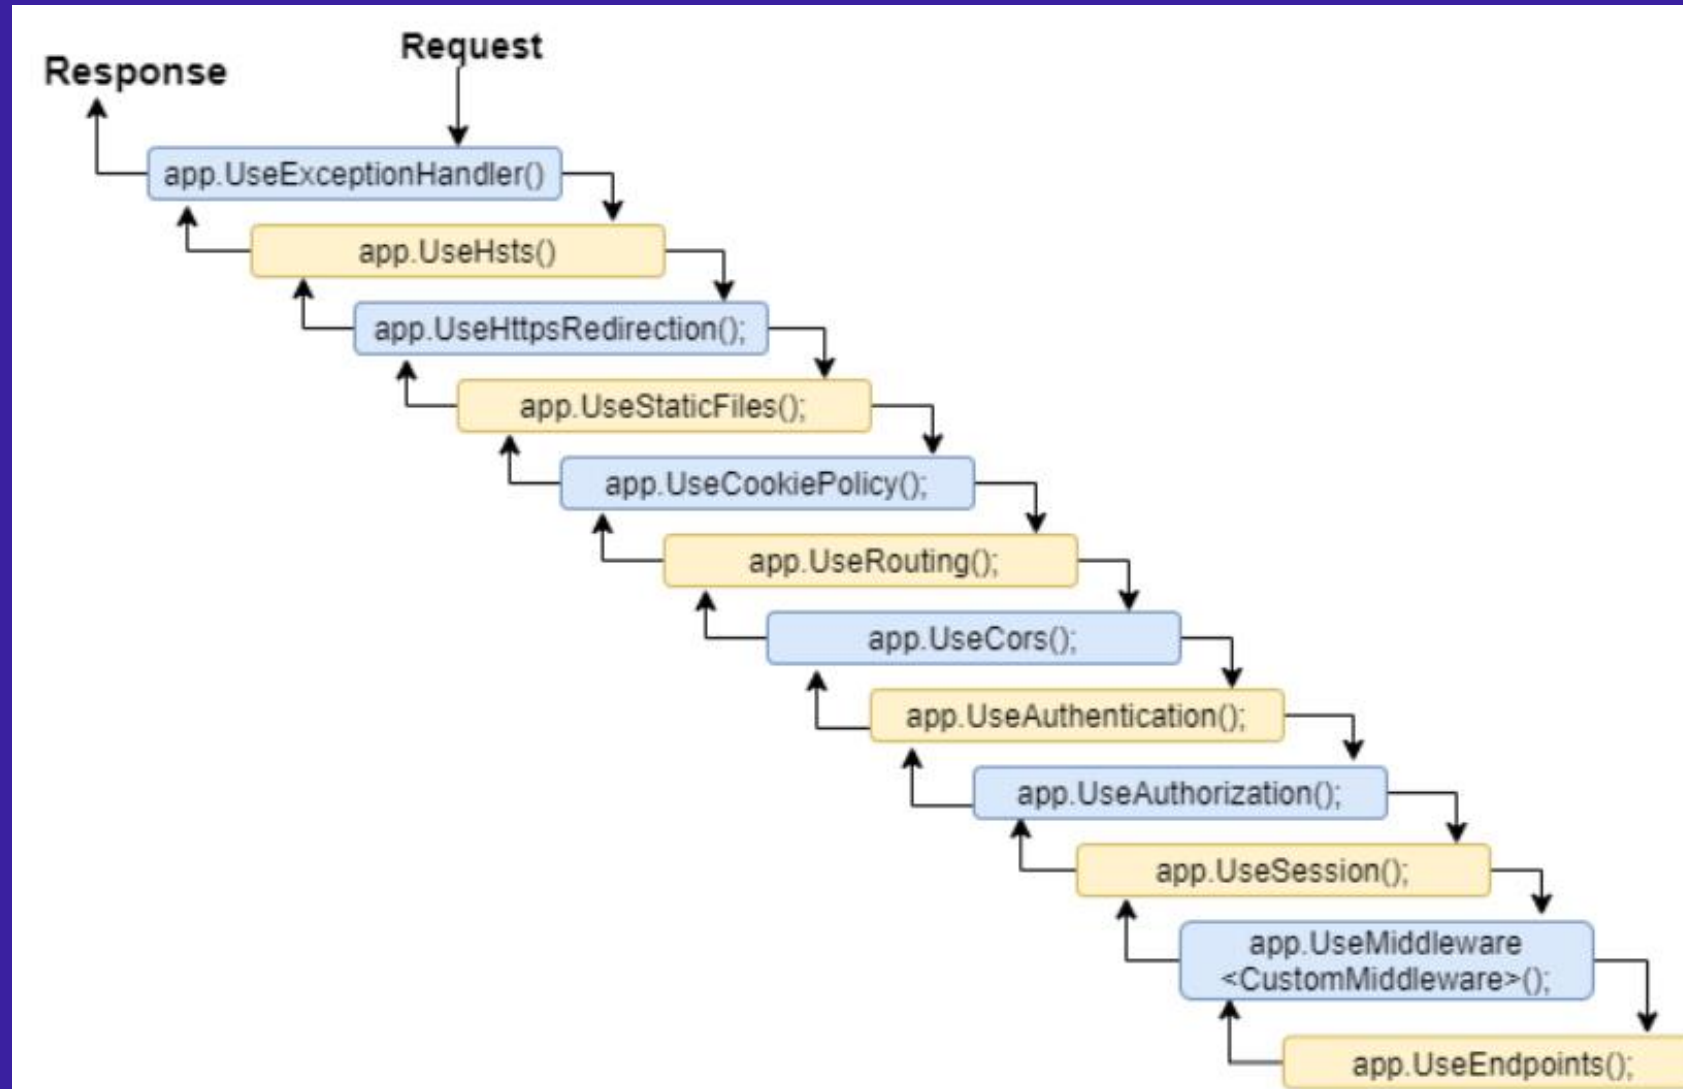 Request
Response
app.UseExceptionHandler()
app.UseHsts()
app.UseHttpsRedirection();
app.UseStaticFiles();
app.UseCookiePolicy();
app.UseRouting();
app.UseCors();
app.UseAuthentication();
app.UseAuthorization();
app.UseSession();
app.UseMiddleware
<CustomMiddleware>();
app.UseEndpoints();